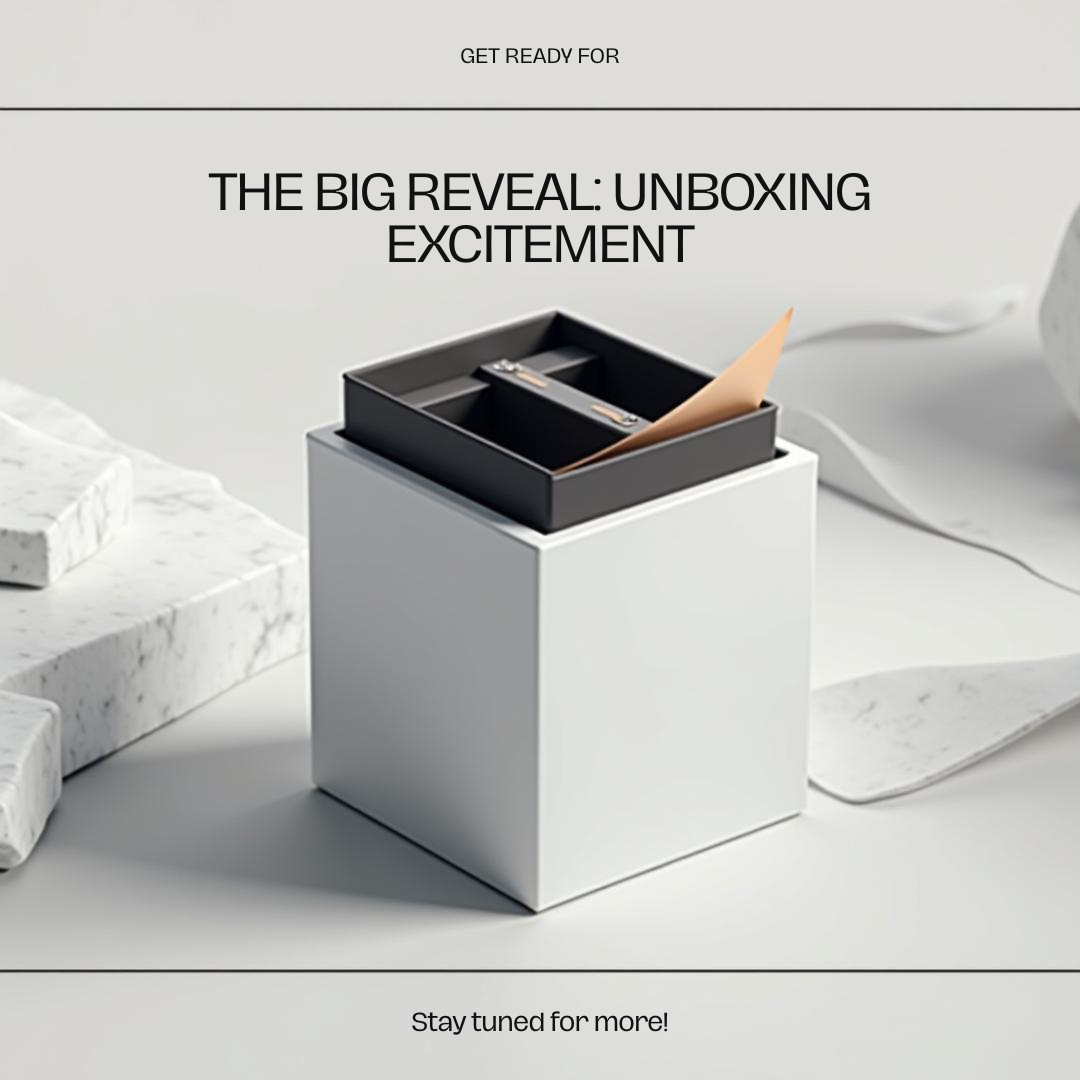 GET READY FOR
THE BIG REVEAL: UNBOXING
EXCITEMENT
Stay tuned for more!